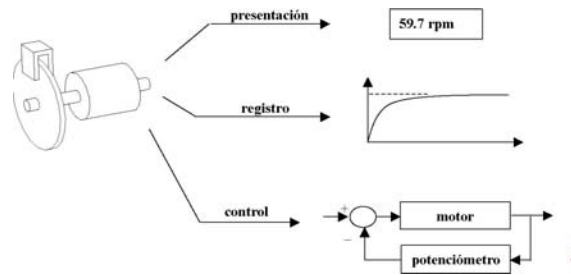 presentación
59.7 rpm
registro
control
+
motor
−
potenciómetro